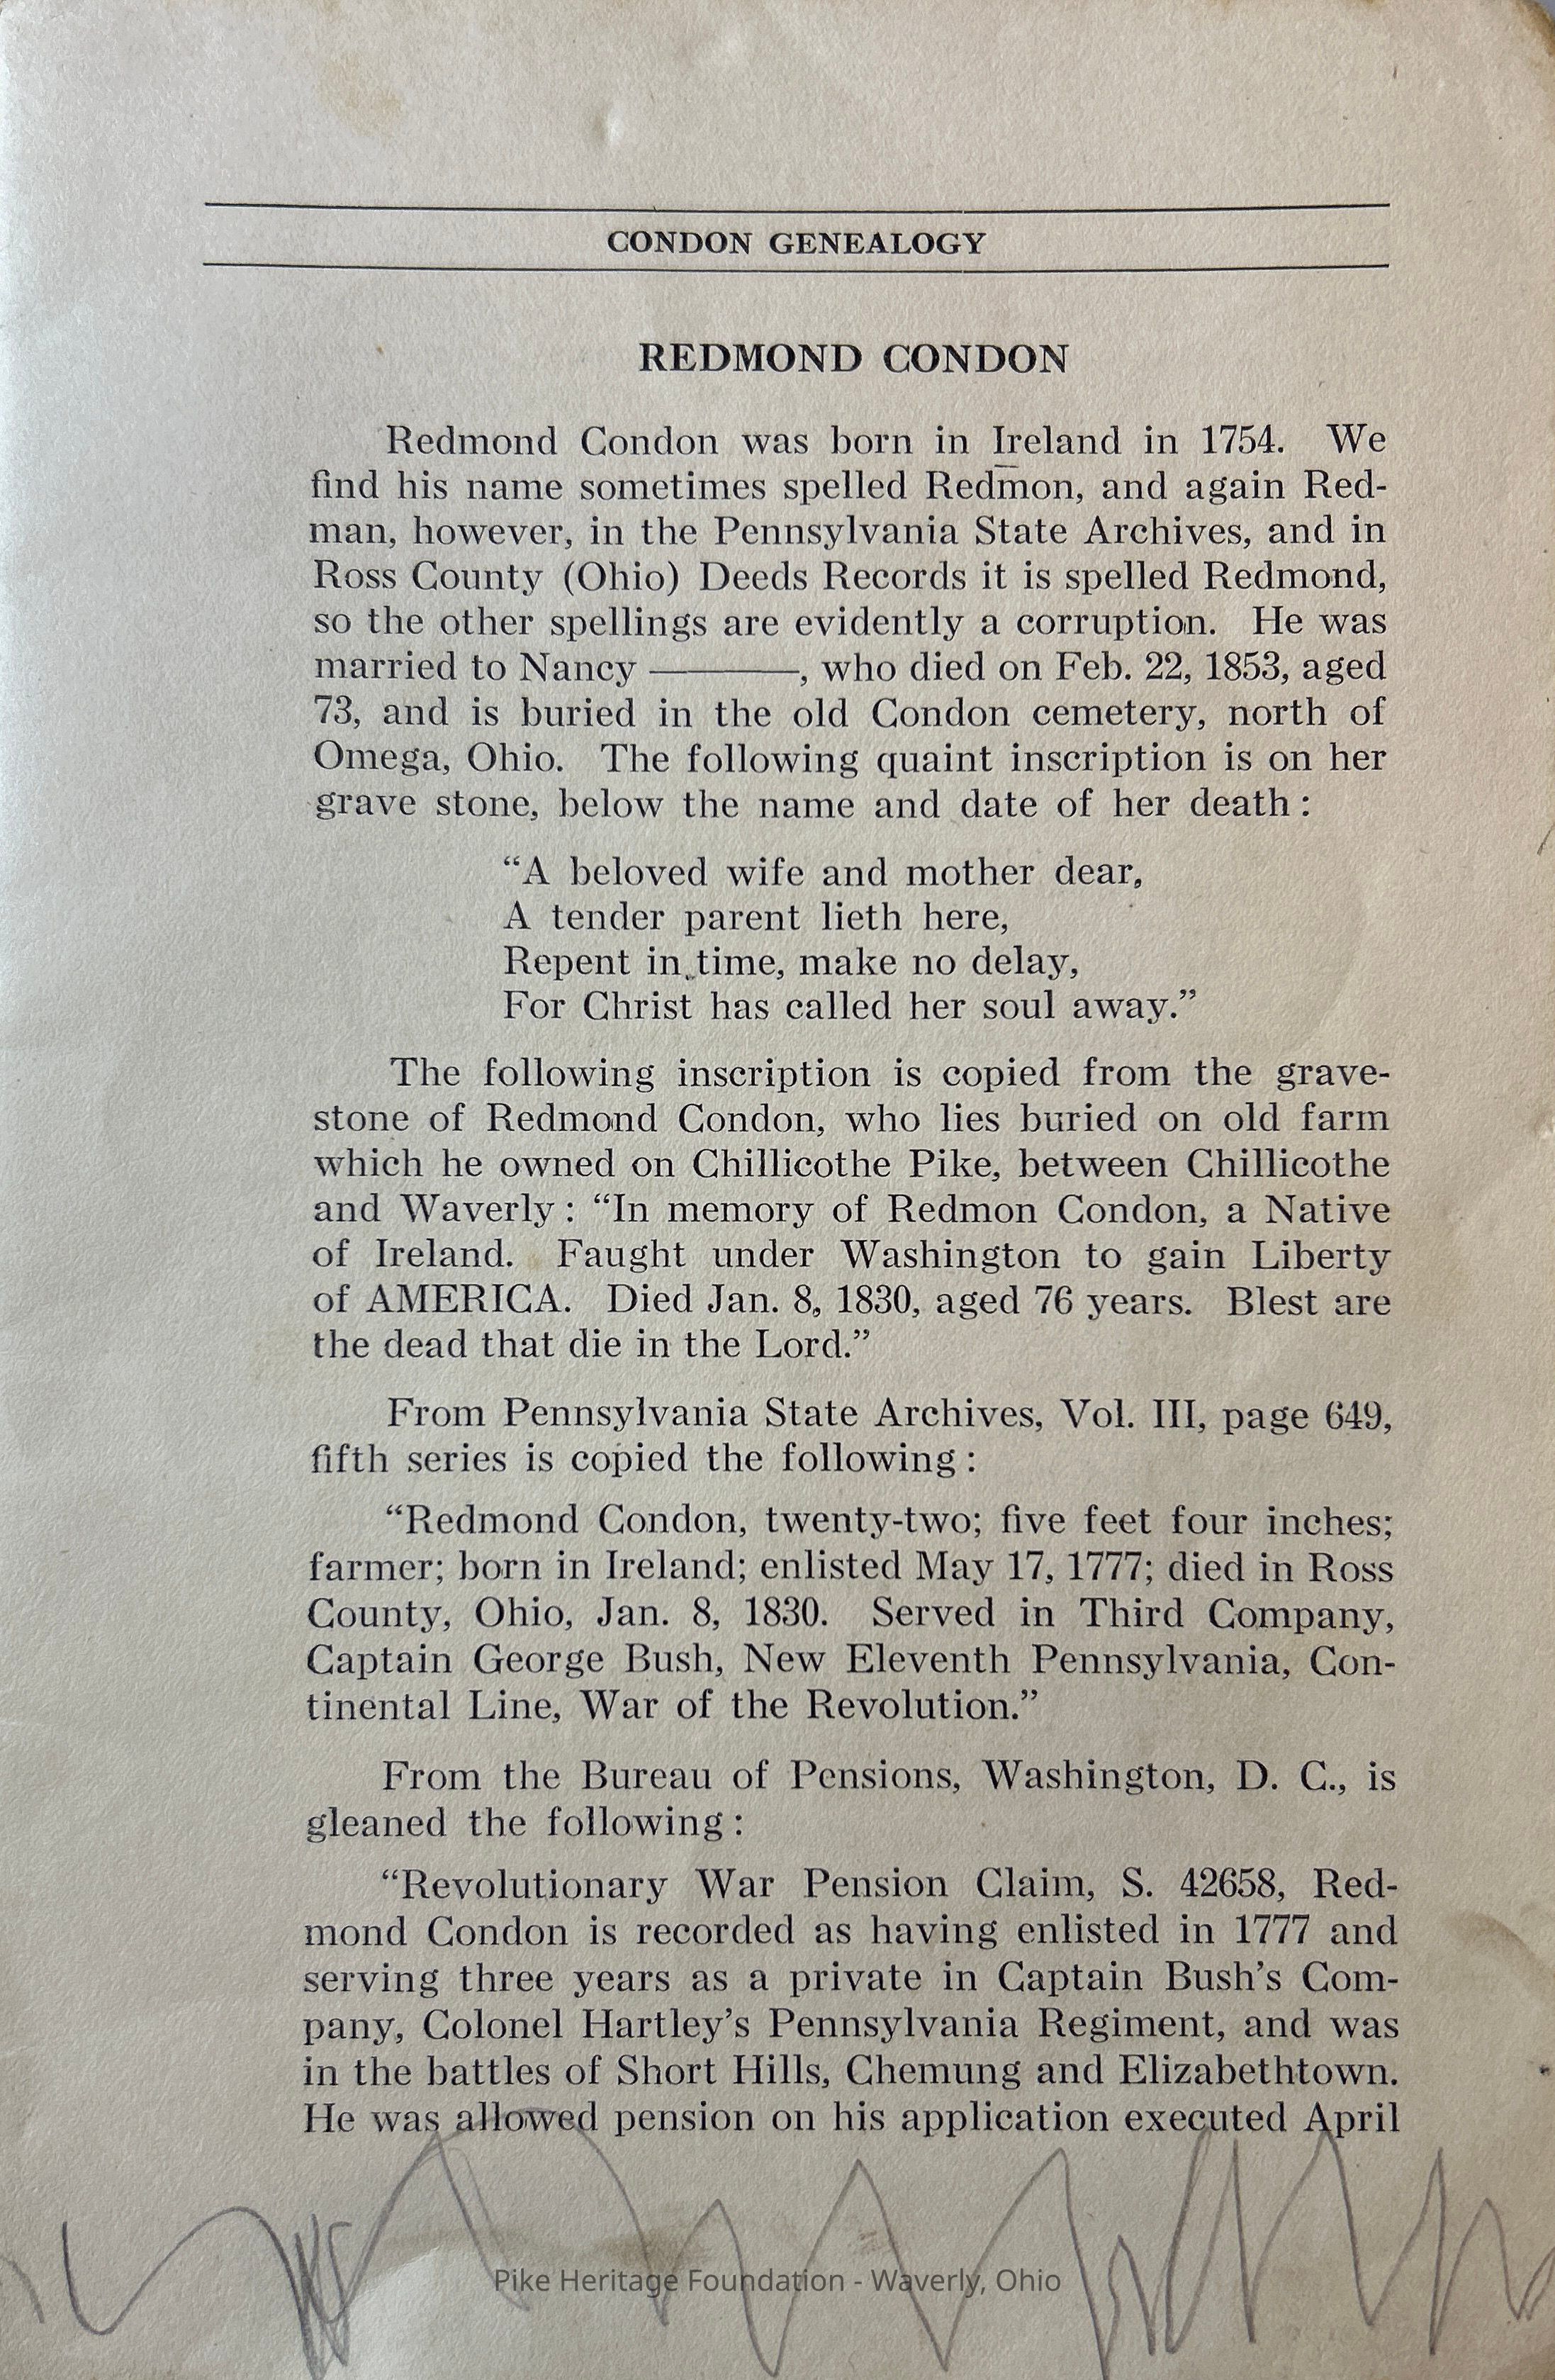 CONDON GENEALOGY
REDMOND CONDON
Redmond Condon was born in Ireland in 1754. We
find his name sometimes spelled Redmon, and again Red-
man, however, in the Pennsylvania State Archives, and in
Ross County (Ohio) Deeds Records it is spelled Redmond,
so the other spellings are evidently a corruption. He was
married to Nancy ————, who died on Feb. 22, 1853, aged
73, and is buried in the old Condon cemetery, north of
Omega, Ohio. The following quaint inscription is on her
grave stone, below the name and date of her death:
“A beloved wife and mother dear,
A tender parent lieth here,
Repent in time, make no delay,
For Christ has called her soul away.”
The following inscription is copied from the grave-
stone of Redmond Condon, who lies buried on old farm
which he owned on Chillicothe Pike, between Chillicothe
and Waverly: “In memory of Redmon Condon, a Native
of Ireland. Faught under Washington to gain Liberty
of AMERICA. Died Jan. 8, 1830, aged 76 years. Blest are
the dead that die in the Lord.”
From Pennsylvania State Archives, Vol. III, page 649,
fifth series is copied the following:
“Redmond Condon, twenty-two; five feet four inches;
farmer; born in Ireland; enlisted May 17, 1777; died in Ross
County, Ohio, Jan. 8, 1830. Served in Third Company,
Captain George Bush, New Eleventh Pennsylvania, Con-
tinental Line, War of the Revolution.”
From the Bureau of Pensions, Washington, D. C., is
gleaned the following:
“Revolutionary War Pension Claim, S. 42658, Red-
mond Condon is recorded as having enlisted in 1777 and
serving three years as a private in Captain Bush’s Com-
pany, Colonel Hartley’s Pennsylvania Regiment, and was
in the battles of Short Hills, Chemung and Elizabethtown.
He was allowed pension on his application executed April
Pike Heritage Foundation - Waverly, Ohio